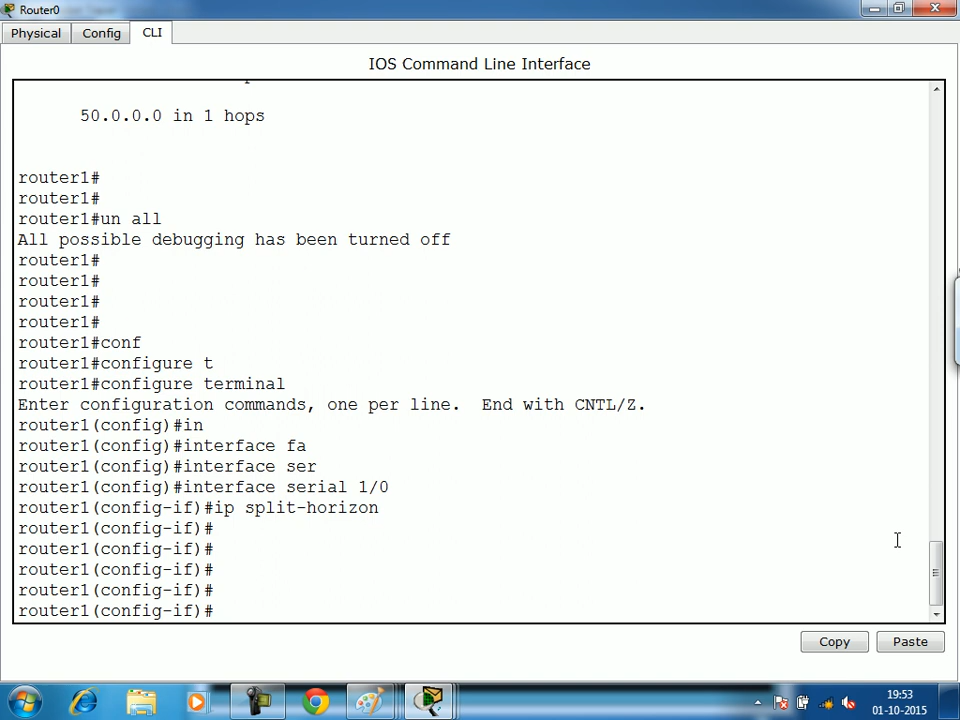 Router0
Physical Config CLI
IOS Command Line Interface
50.0.0.0 in 1 hops
router1#
router1#
router1#un all
All possible debugging has been turned off
router1#
router1#
router1#
router1#
router1#conf
router1#configure t
router1#configure terminal
Enter configuration commands, one per line.  End with CNTL/Z.
router1(config)#in
router1(config)#interface fa
router1(config)#interface ser
router1(config)#interface serial 1/0
router1(config-if)#ip split-horizon
router1(config-if)#
router1(config-if)#
router1(config-if)#
router1(config-if)#
router1(config-if)#
Copy Paste
19:53
01-10-2015